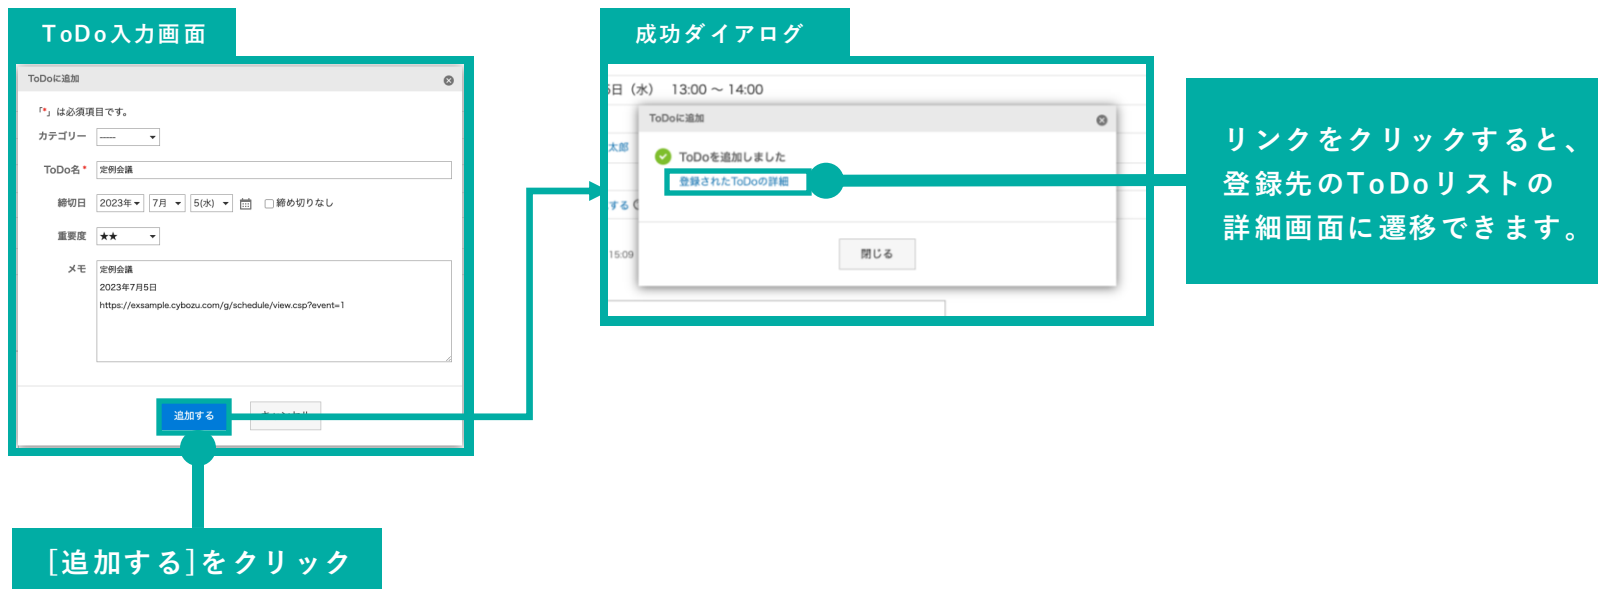 ToDo入力画面
ToDoに追加
「*」は必須項目です。
カテゴリー
-----
ToDo名*
定例会議
締切日
2023年 7月 5(水)
締め切りなし
重要度
★★
メモ
定例会議
2023年7月5日
https://exsample.cybozu.com/g/schedule/view.csp?event=1
追加する
[追加する]をクリック
成功ダイアログ
5日（水） 13:00 ～ 14:00
太郎
する
15:09
ToDoに追加
ToDoを追加しました
登録されたToDoの詳細
閉じる
リンクをクリックすると、
登録先のToDoリストの
詳細画面に遷移できます。